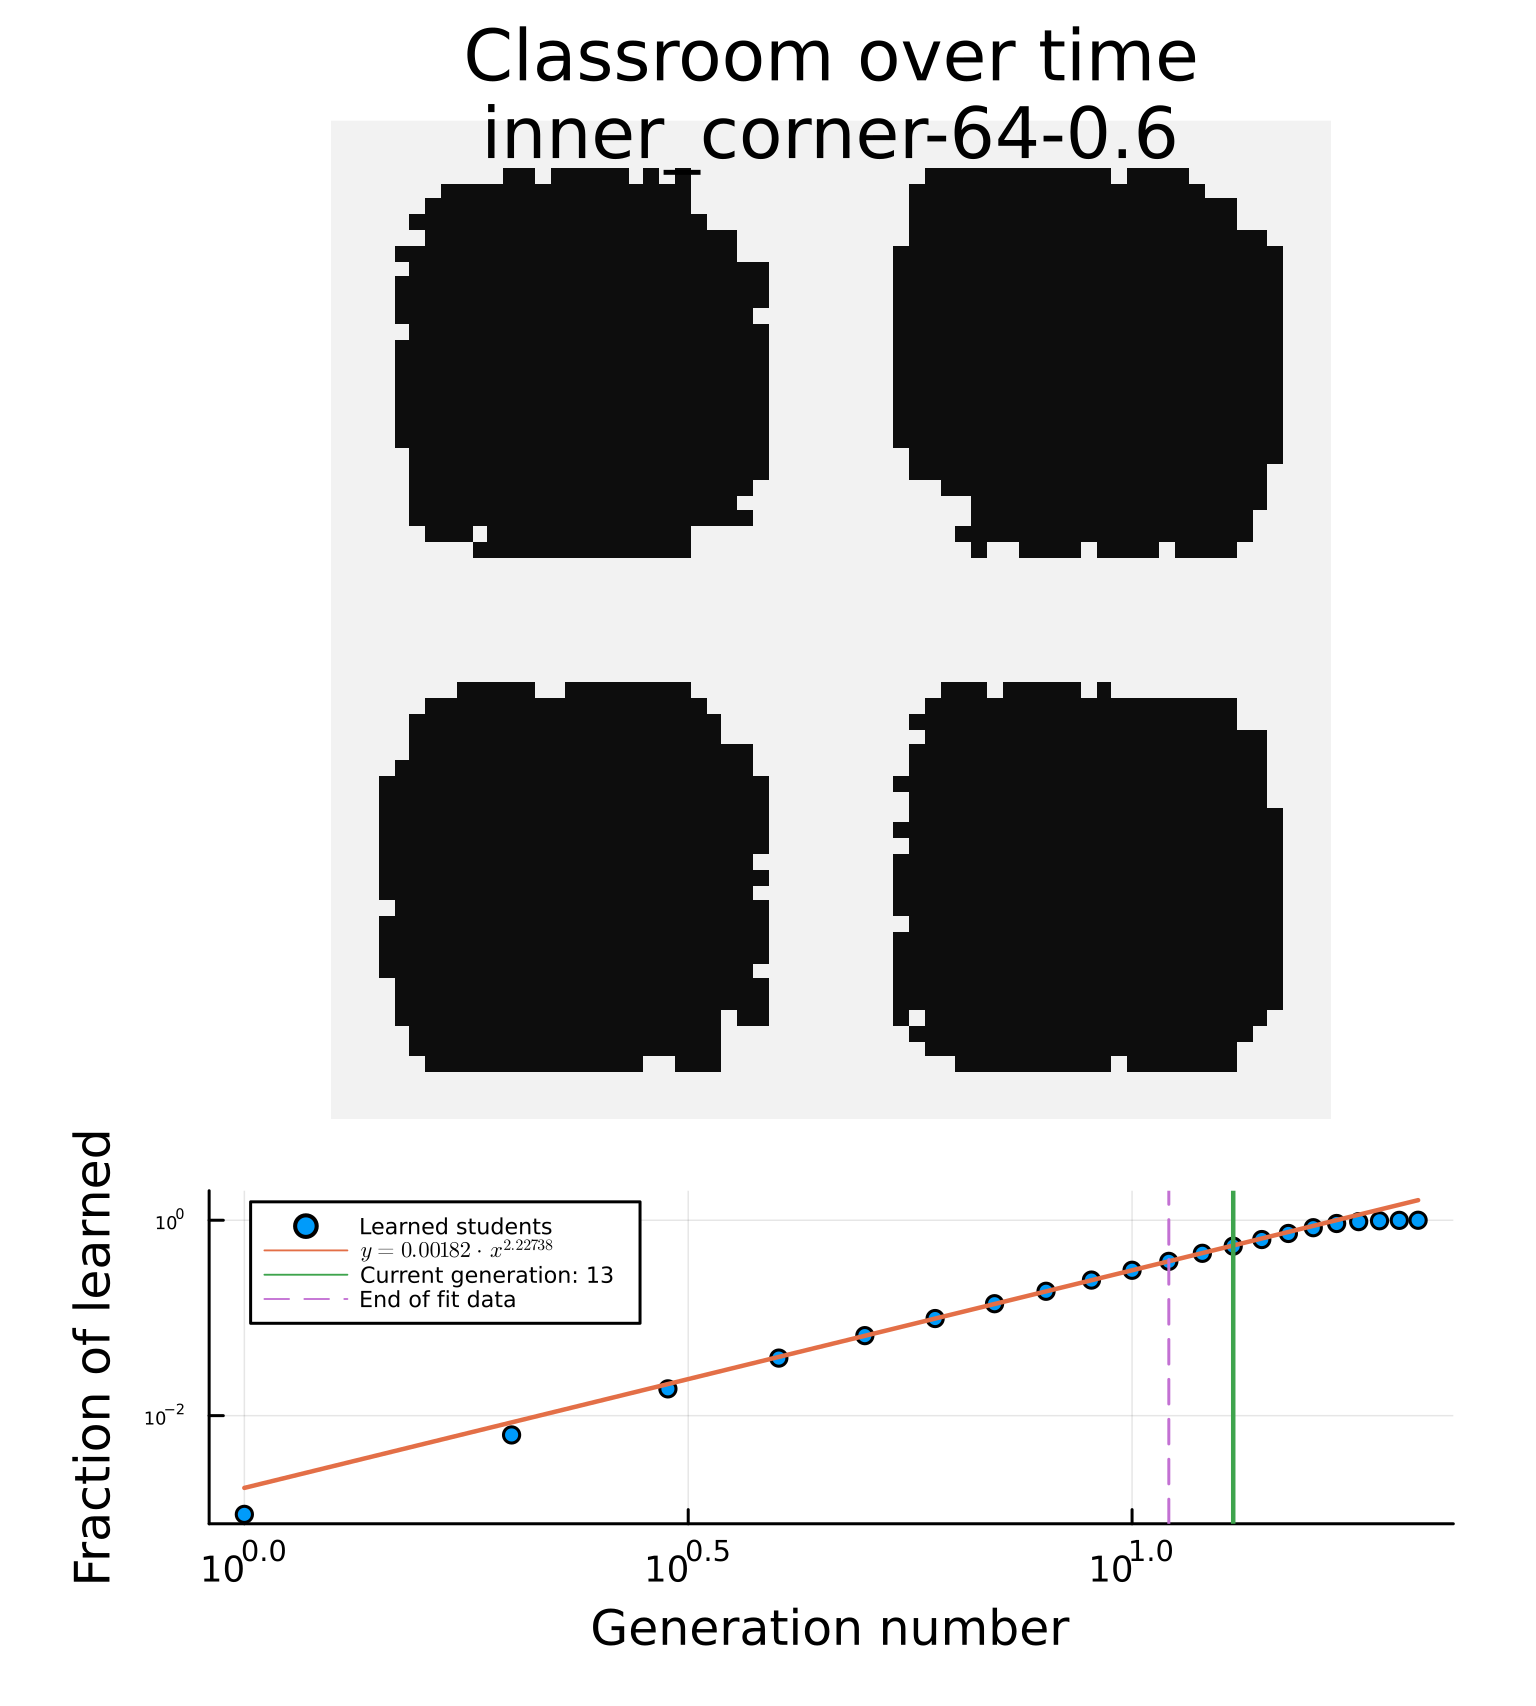 Classroom over time
inner_corner-64-0.6
Fraction of learned
10^0
10^−2
Learned students
y = 0.00182 · x^2.22738
Current generation: 13
End of fit data
10^0.0
10^0.5
10^1.0
Generation number